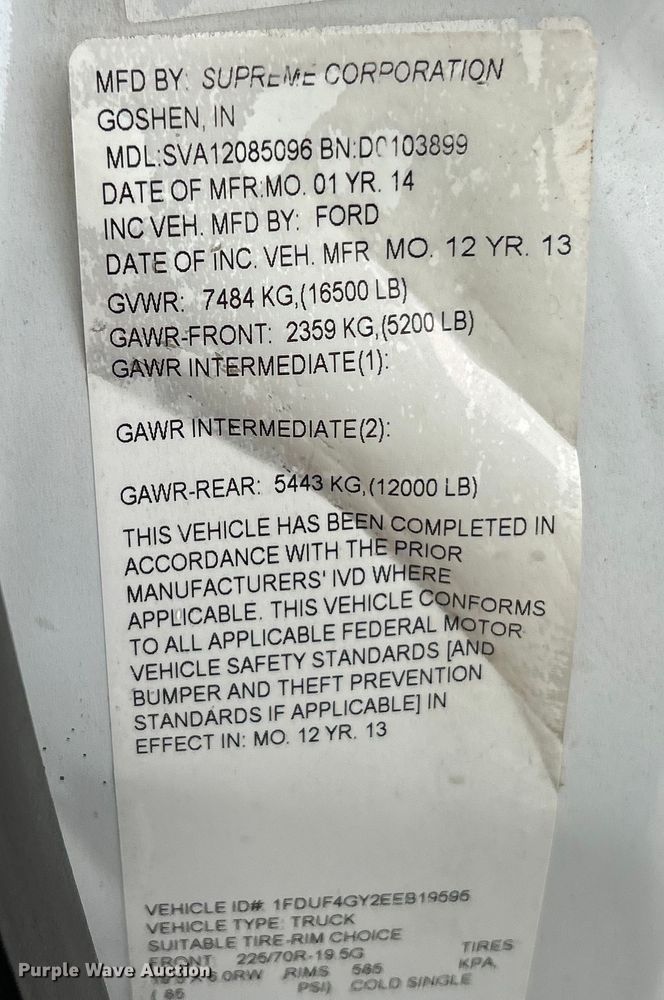 MFD BY: SUPREME CORPORATION
GOSHEN, IN
MDL:SVA12085096 BN:D0103899
DATE OF MFR:MO. 01 YR. 14
INC VEH. MFD BY: FORD
DATE OF INC. VEH. MFR MO. 12 YR. 13
GVWR: 7484 KG,(16500 LB)
GAWR-FRONT: 2359 KG,(5200 LB)
GAWR INTERMEDIATE(1):
GAWR INTERMEDIATE(2):
GAWR-REAR: 5443 KG,(12000 LB)
THIS VEHICLE HAS BEEN COMPLETED IN
ACCORDANCE WITH THE PRIOR
MANUFACTURERS' IVD WHERE
APPLICABLE. THIS VEHICLE CONFORMS
TO ALL APPLICABLE FEDERAL MOTOR
VEHICLE SAFETY STANDARDS [AND
BUMPER AND THEFT PREVENTION
STANDARDS IF APPLICABLE] IN
EFFECT IN: MO. 12 YR. 13
VEHICLE ID# 1FDUF4GY2EEB19595
VEHICLE TYPE: TRUCK
SUITABLE TIRE-RIM CHOICE
FRONT 225/70R-19.5G TIRES
6.0RW RIMS 585 KPA,
( 85 PSI) COLD SINGLE
Purple Wave Auction